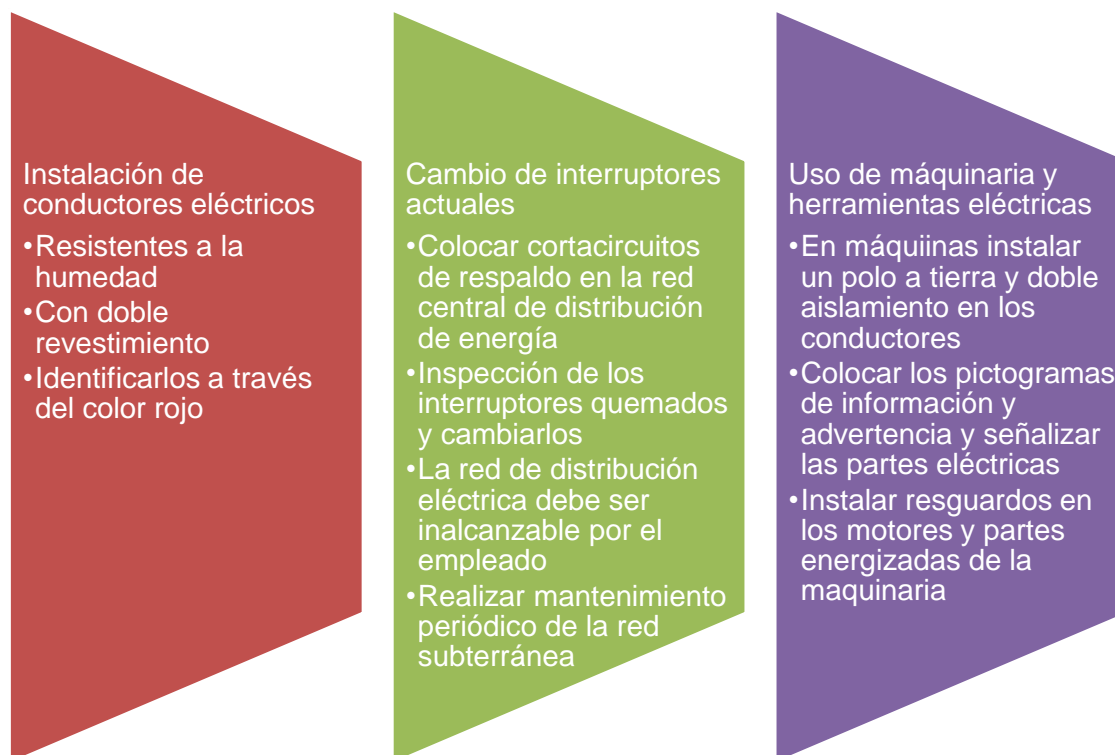 Instalación de
conductores eléctricos
•Resistentes a la
humedad
•Con doble
revestimiento
•Identificarlos a través
del color rojo
Cambio de interruptores
actuales
•Colocar cortacircuitos
de respaldo en la red
central de distribución
de energía
•Inspección de los
interruptores quemados
y cambiarlos
•La red de distribución
eléctrica debe ser
inalcanzable por el
empleado
•Realizar mantenimiento
periódico de la red
subterránea
Uso de máquinaria y
herramientas eléctricas
•En máquiinas instalar
un polo a tierra y doble
aislamiento en los
conductores
•Colocar los pictogramas
de información y
advertencia y señalizar
las partes eléctricas
•Instalar resguardos en
los motores y partes
energizadas de la
maquinaria